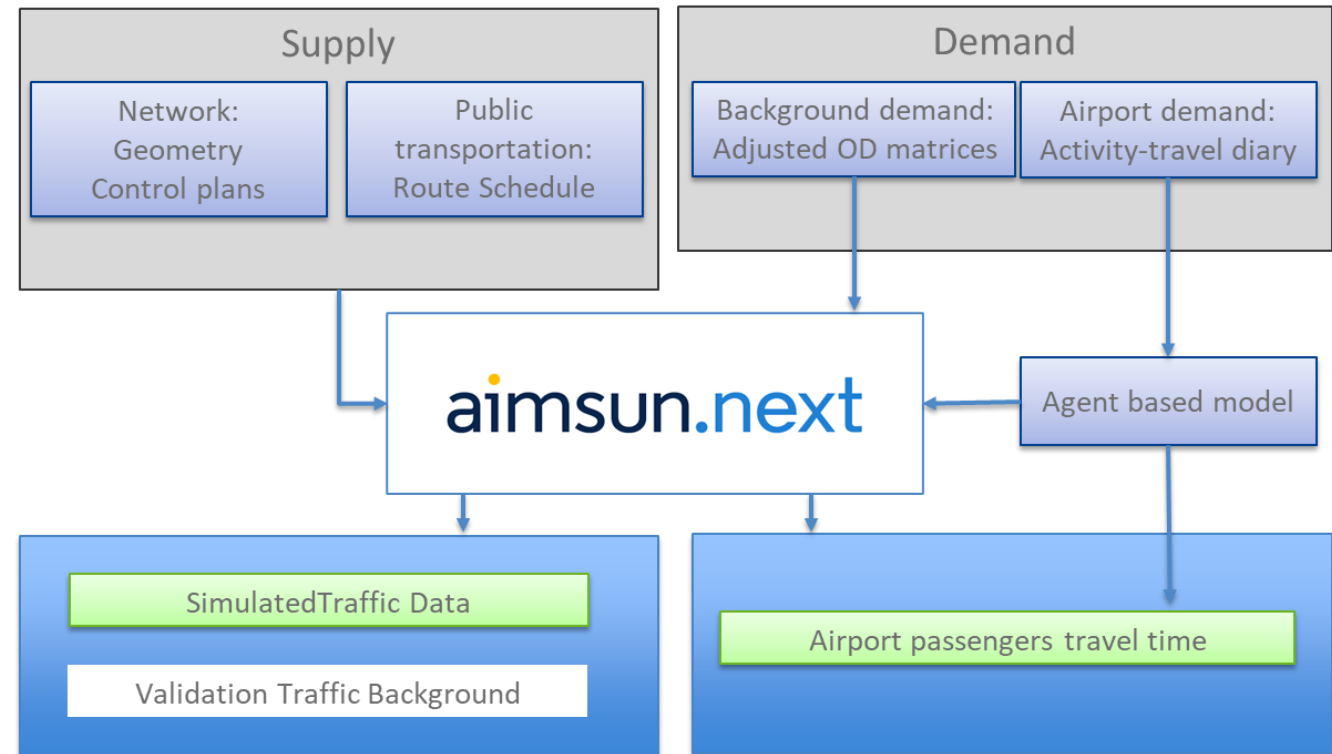 Supply
Network:
Geometry
Control plans
Public
transportation:
Route Schedule
Demand
Background demand:
Adjusted OD matrices
Airport demand:
Activity-travel diary
aimsun.next
Agent based model
SimulatedTraffic Data
Validation Traffic Background
Airport passengers travel time